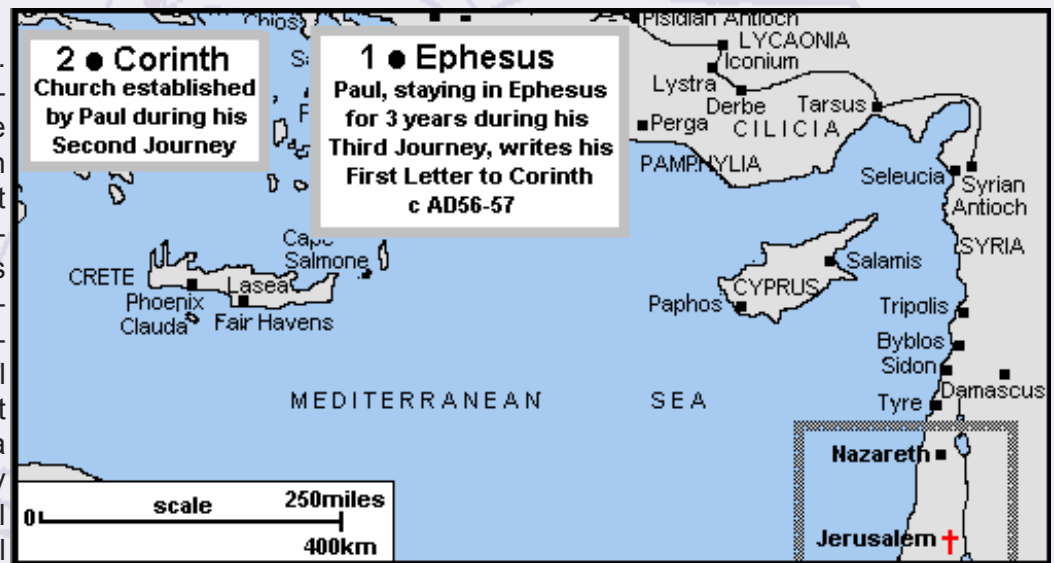 Chios
Pisidian Antioch
2 ● Corinth
Church established
by Paul during his
Second Journey
1 ● Ephesus
Paul, staying in Ephesus
for 3 years during his
Third Journey, writes his
First Letter to Corinth
c AD56-57
LYCAONIA
Iconium
Lystra
Derbe
Tarsus
Perga
CILICIA
PAMPHYLIA
Seleucia
Syrian
Antioch
SYRIA
Cape
Salmone
CRETE
Lasea
Phoenix
Clauda
Fair Havens
Salamis
CYPRUS
Paphos
Tripolis
Byblos
Sidon
Damascus
Tyre
MEDITERRANEAN SEA
Nazareth
Jerusalem
scale
250miles
0
400km